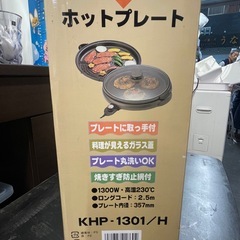 ホットプレート
プレートに取っ手付
料理が見えるガラス蓋
プレート丸洗いOK
焼きすぎ防止網付
●1300W・高温230℃
●ロングコード：2.5m
●プレート内径：357mm
KHP-1301/H